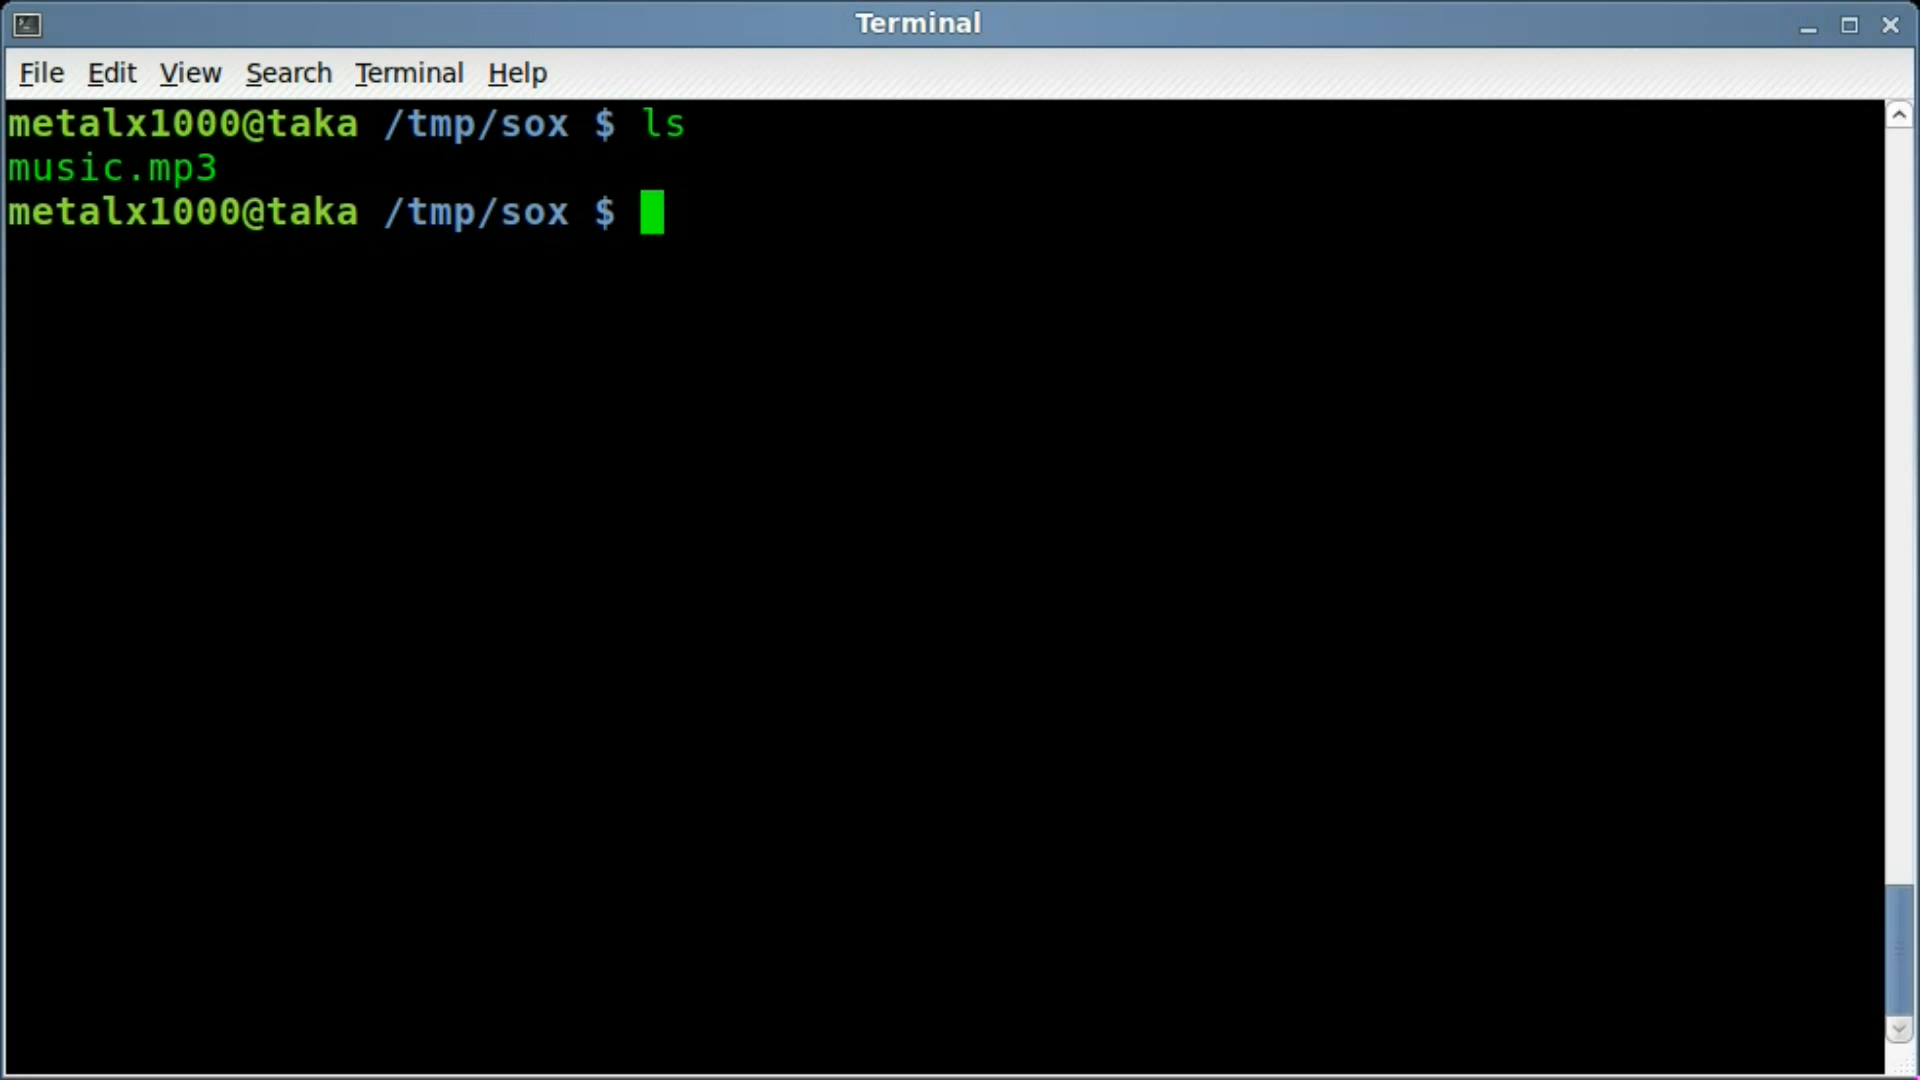 Terminal
File Edit View Search Terminal Help
metalx1000@taka /tmp/sox $ ls
music.mp3
metalx1000@taka /tmp/sox $